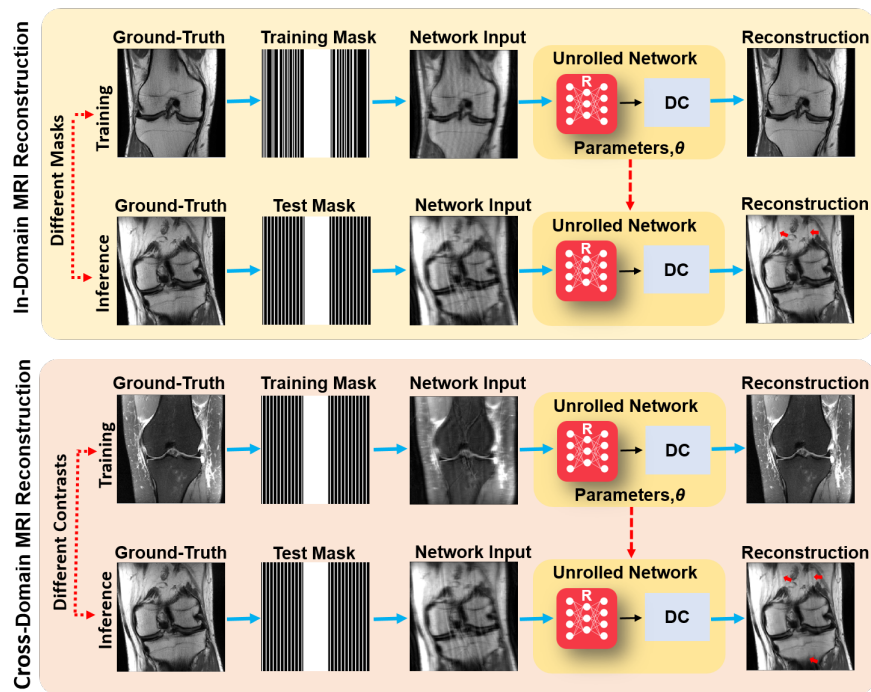 In-Domain MRI Reconstruction
Different Masks
Training
Ground-Truth
Training Mask
Network Input
Unrolled Network
R
DC
Parameters,θ
Reconstruction
Inference
Ground-Truth
Test Mask
Network Input
Unrolled Network
R
DC
Reconstruction
Cross-Domain MRI Reconstruction
Different Contrasts
Training
Ground-Truth
Training Mask
Network Input
Unrolled Network
R
DC
Parameters,θ
Reconstruction
Inference
Ground-Truth
Test Mask
Network Input
Unrolled Network
R
DC
Reconstruction